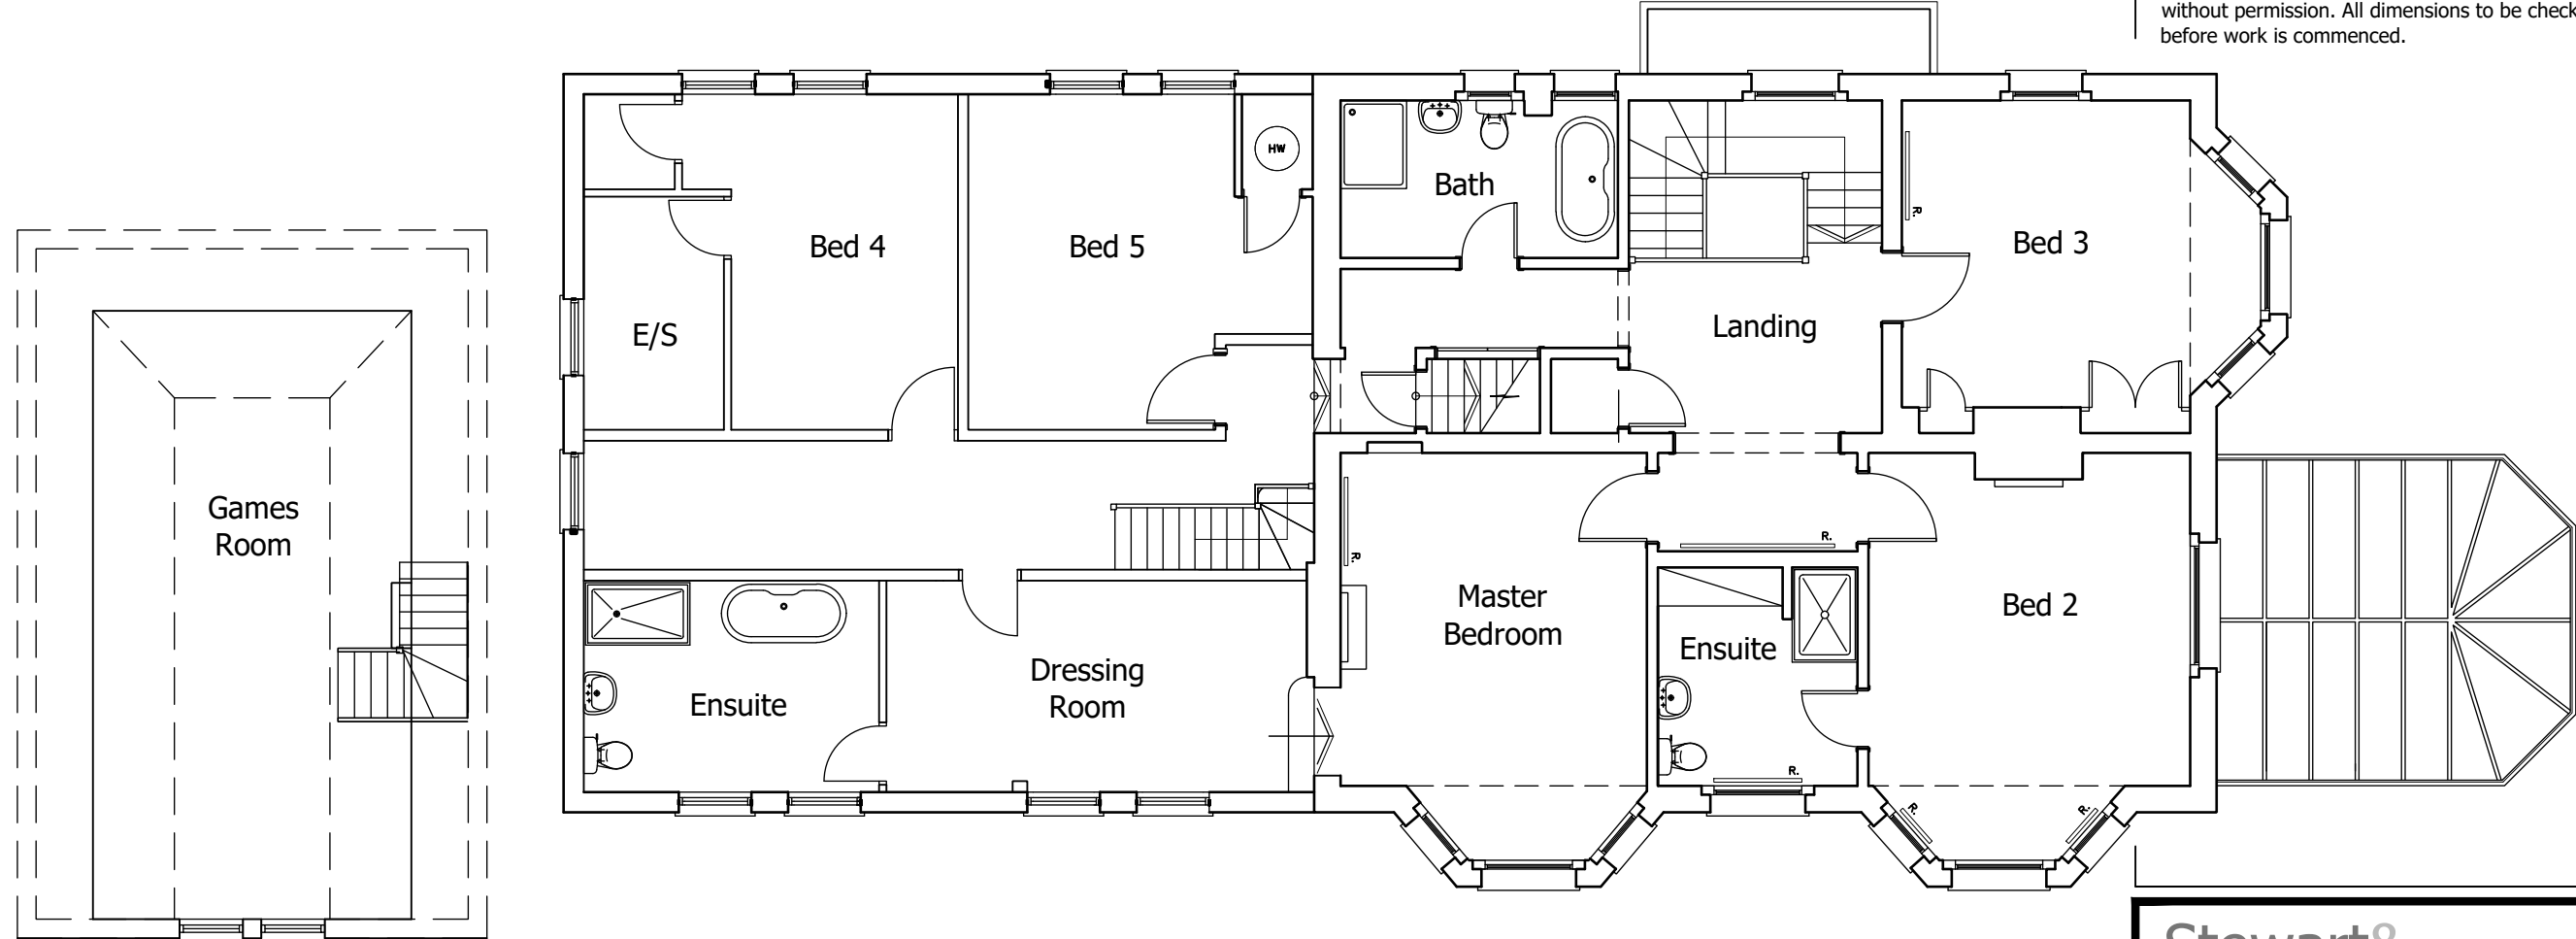 without permission. All dimensions to be check
before work is commenced.
HW
Bath
R.
Bed 4
Bed 5
Bed 3
E/S
Landing
Games
Room
R.
R.
Master
Bedroom
Bed 2
Ensuite
Dressing
Room
Ensuite
R.
R.
R.
Stewart&